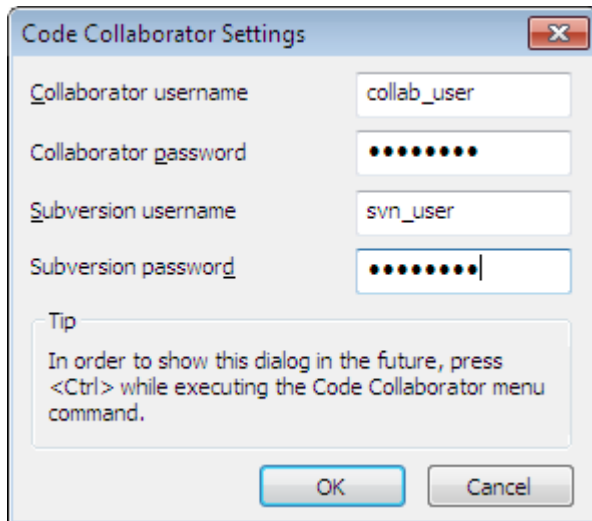 Code Collaborator Settings
Collaborator username collab_user
Collaborator password ●●●●●●●●
Subversion username svn_user
Subversion password ●●●●●●●●
Tip
In order to show this dialog in the future, press
<Ctrl> while executing the Code Collaborator menu
command.
OK Cancel